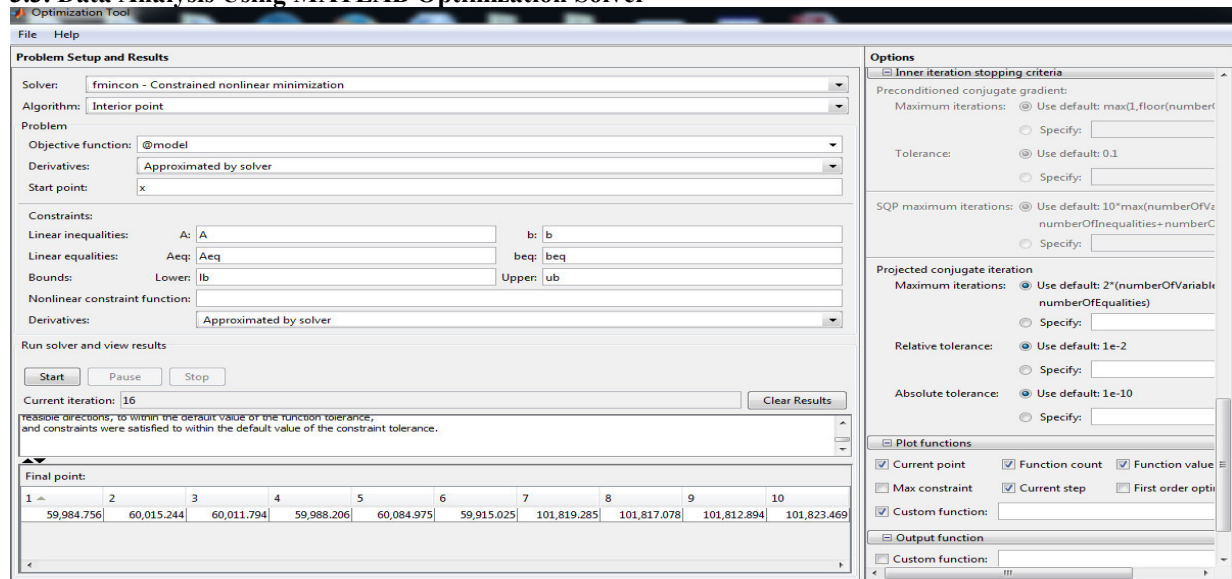 3.3. Data Analysis Using MATLAB Optimization Solver
Optimization Tool
File Help
Problem Setup and Results
Solver: fmincon - Constrained nonlinear minimization
Algorithm: Interior point
Problem
Objective function: @model
Derivatives: Approximated by solver
Start point: x
Constraints:
Linear inequalities: A: A b: b
Linear equalities: Aeq: Aeq beq: beq
Bounds: Lower: lb Upper: ub
Nonlinear constraint function:
Derivatives: Approximated by solver
Run solver and view results
Start Pause Stop
Current iteration: 16 Clear Results
feasible directions, to within the default value of the function tolerance,
and constraints were satisfied to within the default value of the constraint tolerance.
Final point:
1 2 3 4 5 6 7 8 9 10
59,984.756 60,015.244 60,011.794 59,988.206 60,084.975 59,915.025 101,819.285 101,817.078 101,812.894 101,823.469
Options
Inner iteration stopping criteria
Preconditioned conjugate gradient:
Maximum iterations: Use default: max(1,floor(number
Specify:
Tolerance: Use default: 0.1
Specify:
SQP maximum iterations: Use default: 10*max(numberOfVa
numberOfInequalities+numberO
Specify:
Projected conjugate iteration
Maximum iterations: Use default: 2*(numberOfVariable
numberOfEqualities)
Specify:
Relative tolerance: Use default: 1e-2
Specify:
Absolute tolerance: Use default: 1e-10
Specify:
Plot functions
Current point Function count Function value
Max constraint Current step First order opti
Custom function:
Output function
Custom function: